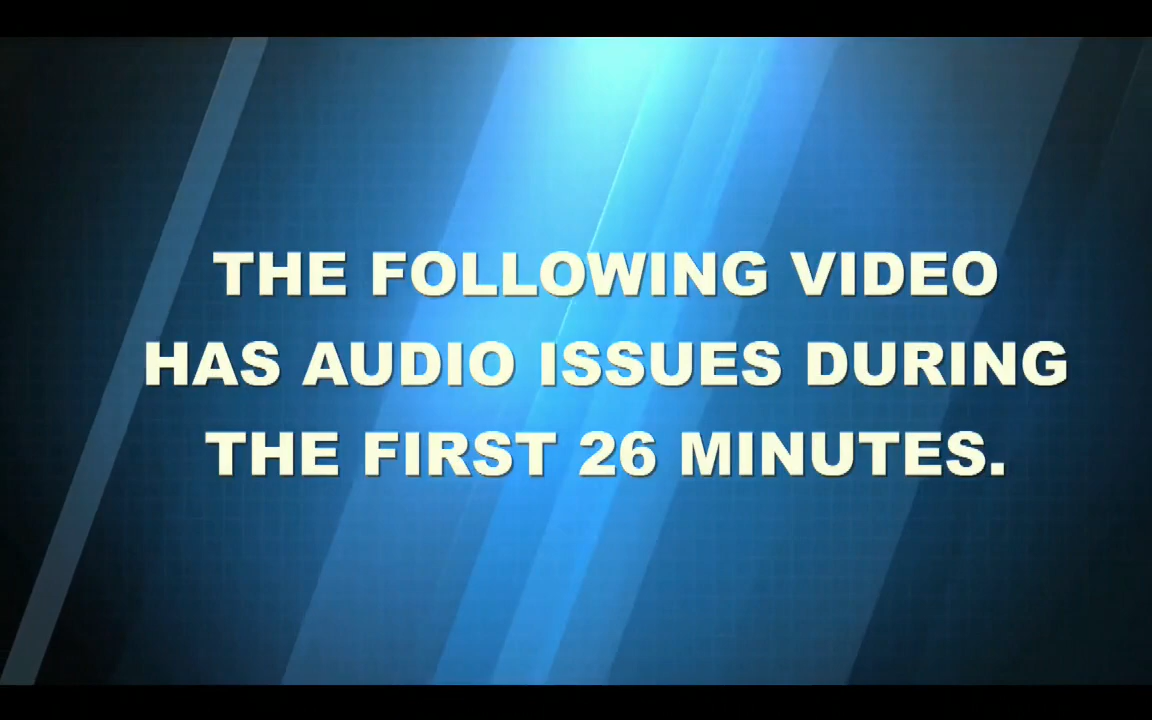 THE FOLLOWING VIDEO
HAS AUDIO ISSUES DURING
THE FIRST 26 MINUTES.